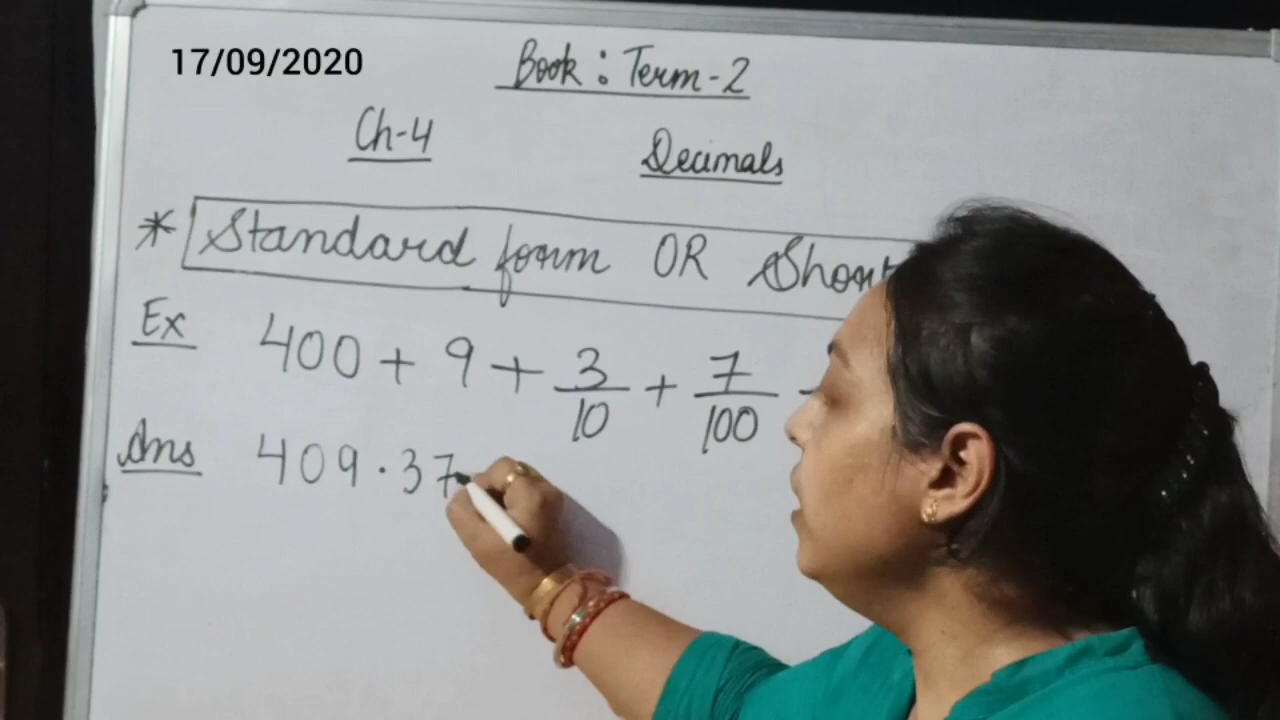 17/09/2020
Book : Term-2
Ch-4 Decimals
* Standard form OR Short
Ex 400 + 9 + 3/10 + 7/100
Ans 409.37